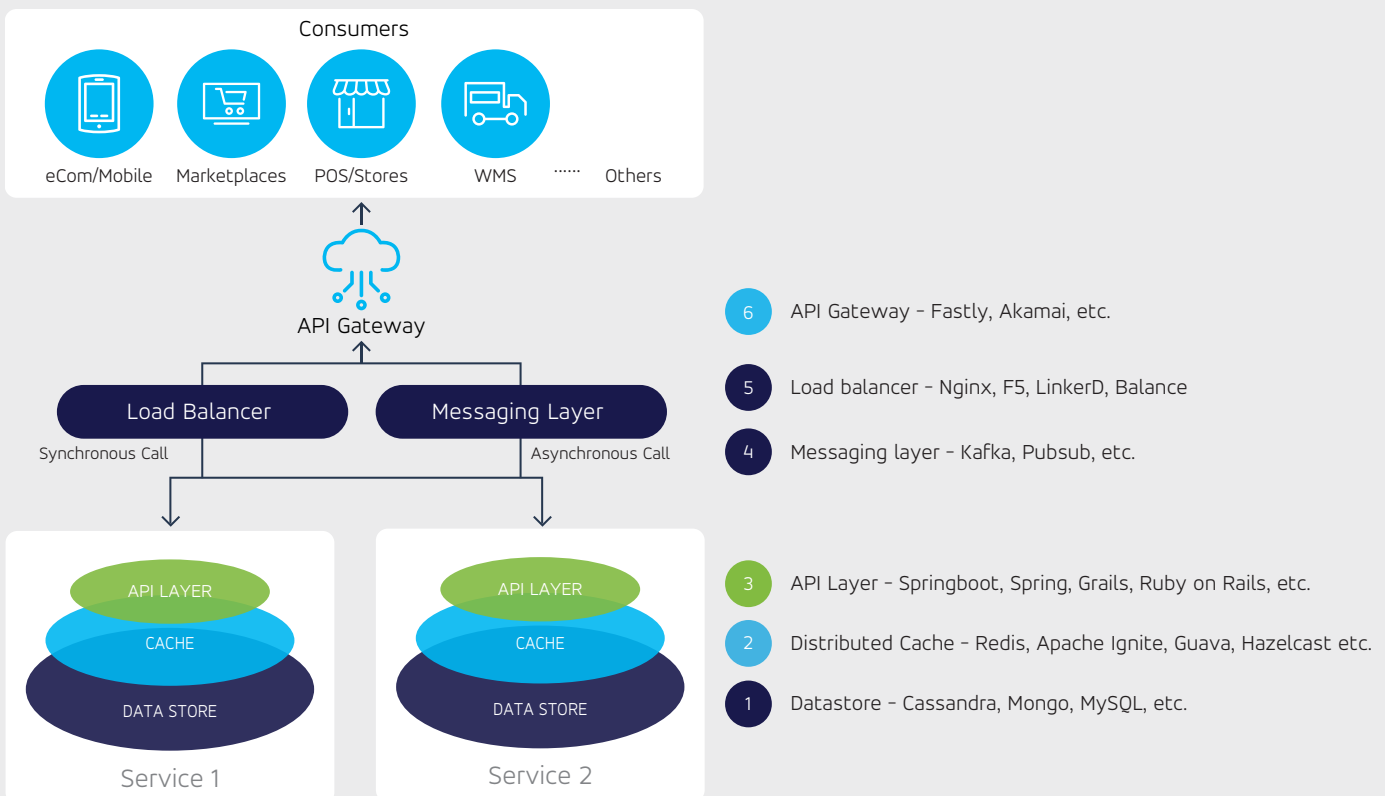 Consumers
eCom/Mobile Marketplaces POS/Stores WMS ...... Others
API Gateway
Load Balancer Messaging Layer
Synchronous Call Asynchronous Call
API LAYER
CACHE
DATA STORE
Service 1
API LAYER
CACHE
DATA STORE
Service 2
6 API Gateway - Fastly, Akamai, etc.
5 Load balancer - Nginx, F5, LinkerD, Balance
4 Messaging layer - Kafka, Pubsub, etc.
3 API Layer - Springboot, Spring, Grails, Ruby on Rails, etc.
2 Distributed Cache - Redis, Apache Ignite, Guava, Hazelcast etc.
1 Datastore - Cassandra, Mongo, MySQL, etc.